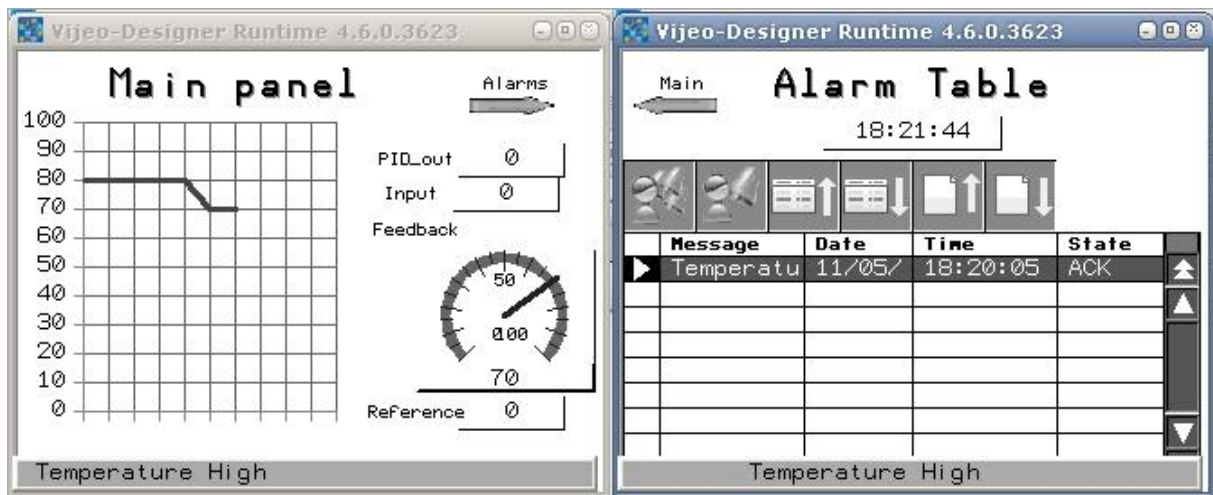 Vijeo-Designer Runtime 4.6.0.3623
Main panel
Alarms
100
90
80
70
60
50
40
30
20
10
0
PID_out 0
Input 0
Feedback
50
0 100
70
Reference 0
Temperature High
Vijeo-Designer Runtime 4.6.0.3623
Main
Alarm Table
18:21:44
Message Date Time State
Temperatu 11/05/ 18:20:05 ACK
Temperature High